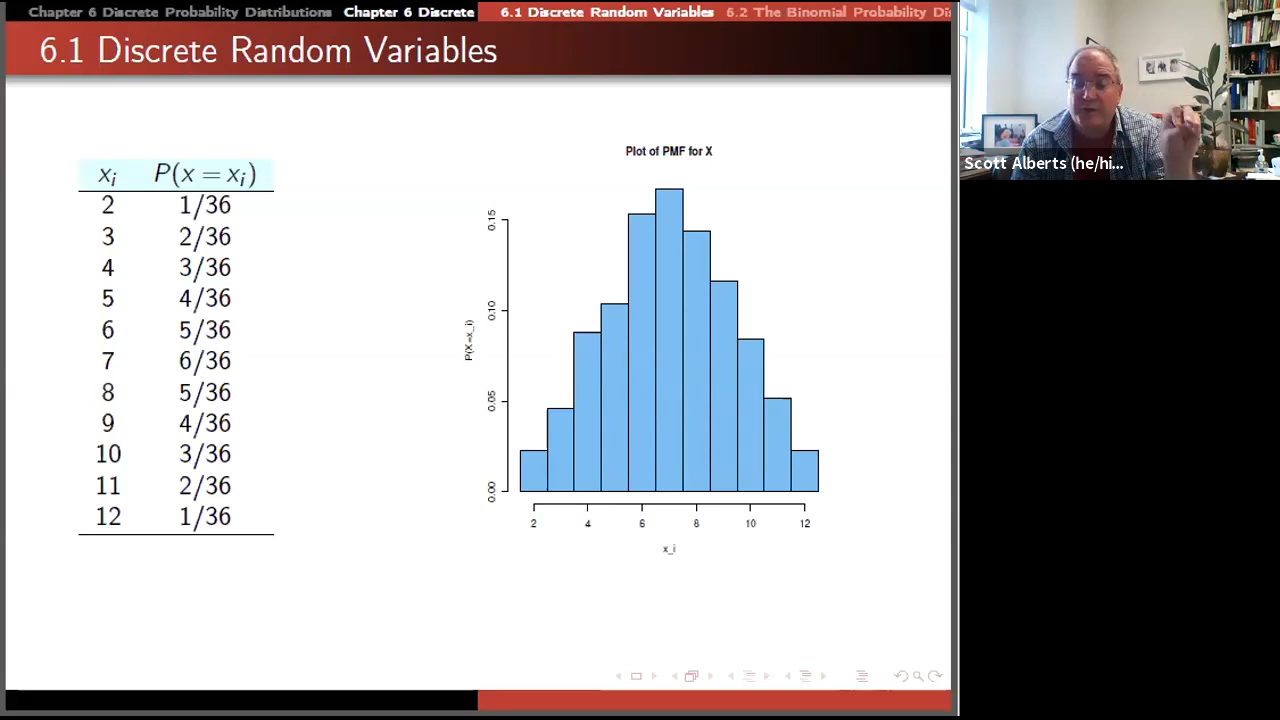 Chapter 6 Discrete Probability Distributions Chapter 6 Discrete 6.1 Discrete Random Variables 6.2 The Binomial Probability Dis
6.1 Discrete Random Variables
xᵢ P(x = xᵢ)
2 1/36
3 2/36
4 3/36
5 4/36
6 5/36
7 6/36
8 5/36
9 4/36
10 3/36
11 2/36
12 1/36
Plot of PMF for X
P(X=x_i)
0.15
0.10
0.05
0.00
2 4 6 8 10 12
x_i
Scott Alberts (he/hi...